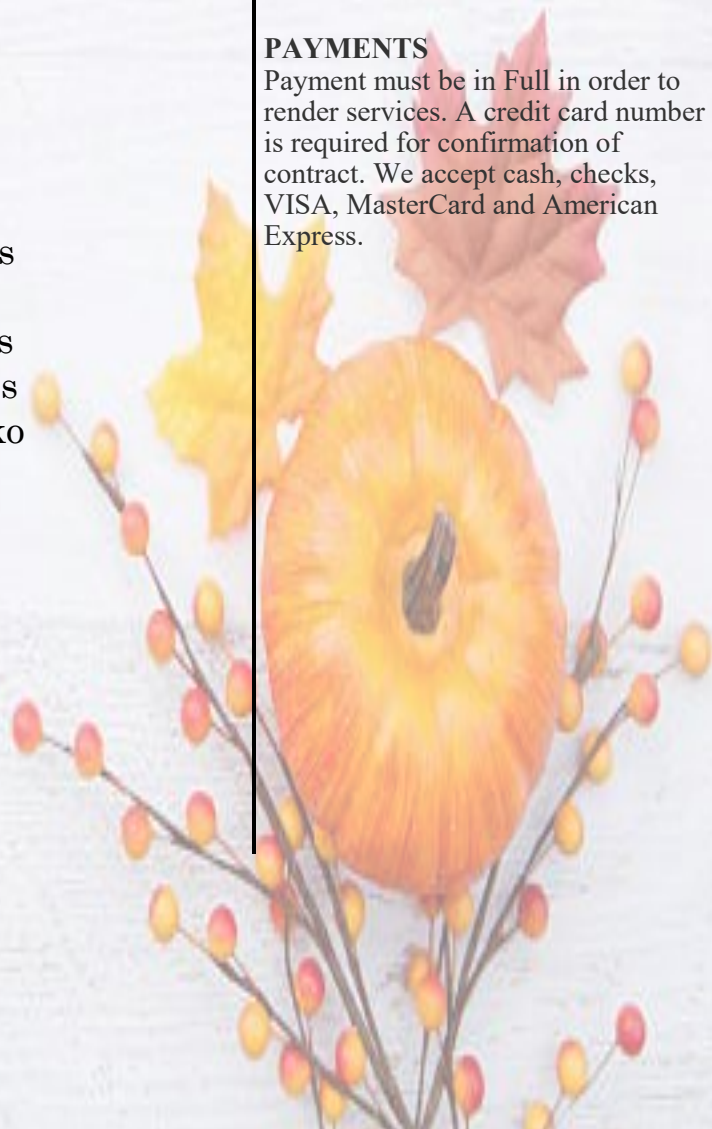 PAYMENTS
Payment must be in Full in order to
render services. A credit card number
is required for confirmation of
contract. We accept cash, checks,
VISA, MasterCard and American
Express.
s
s
s